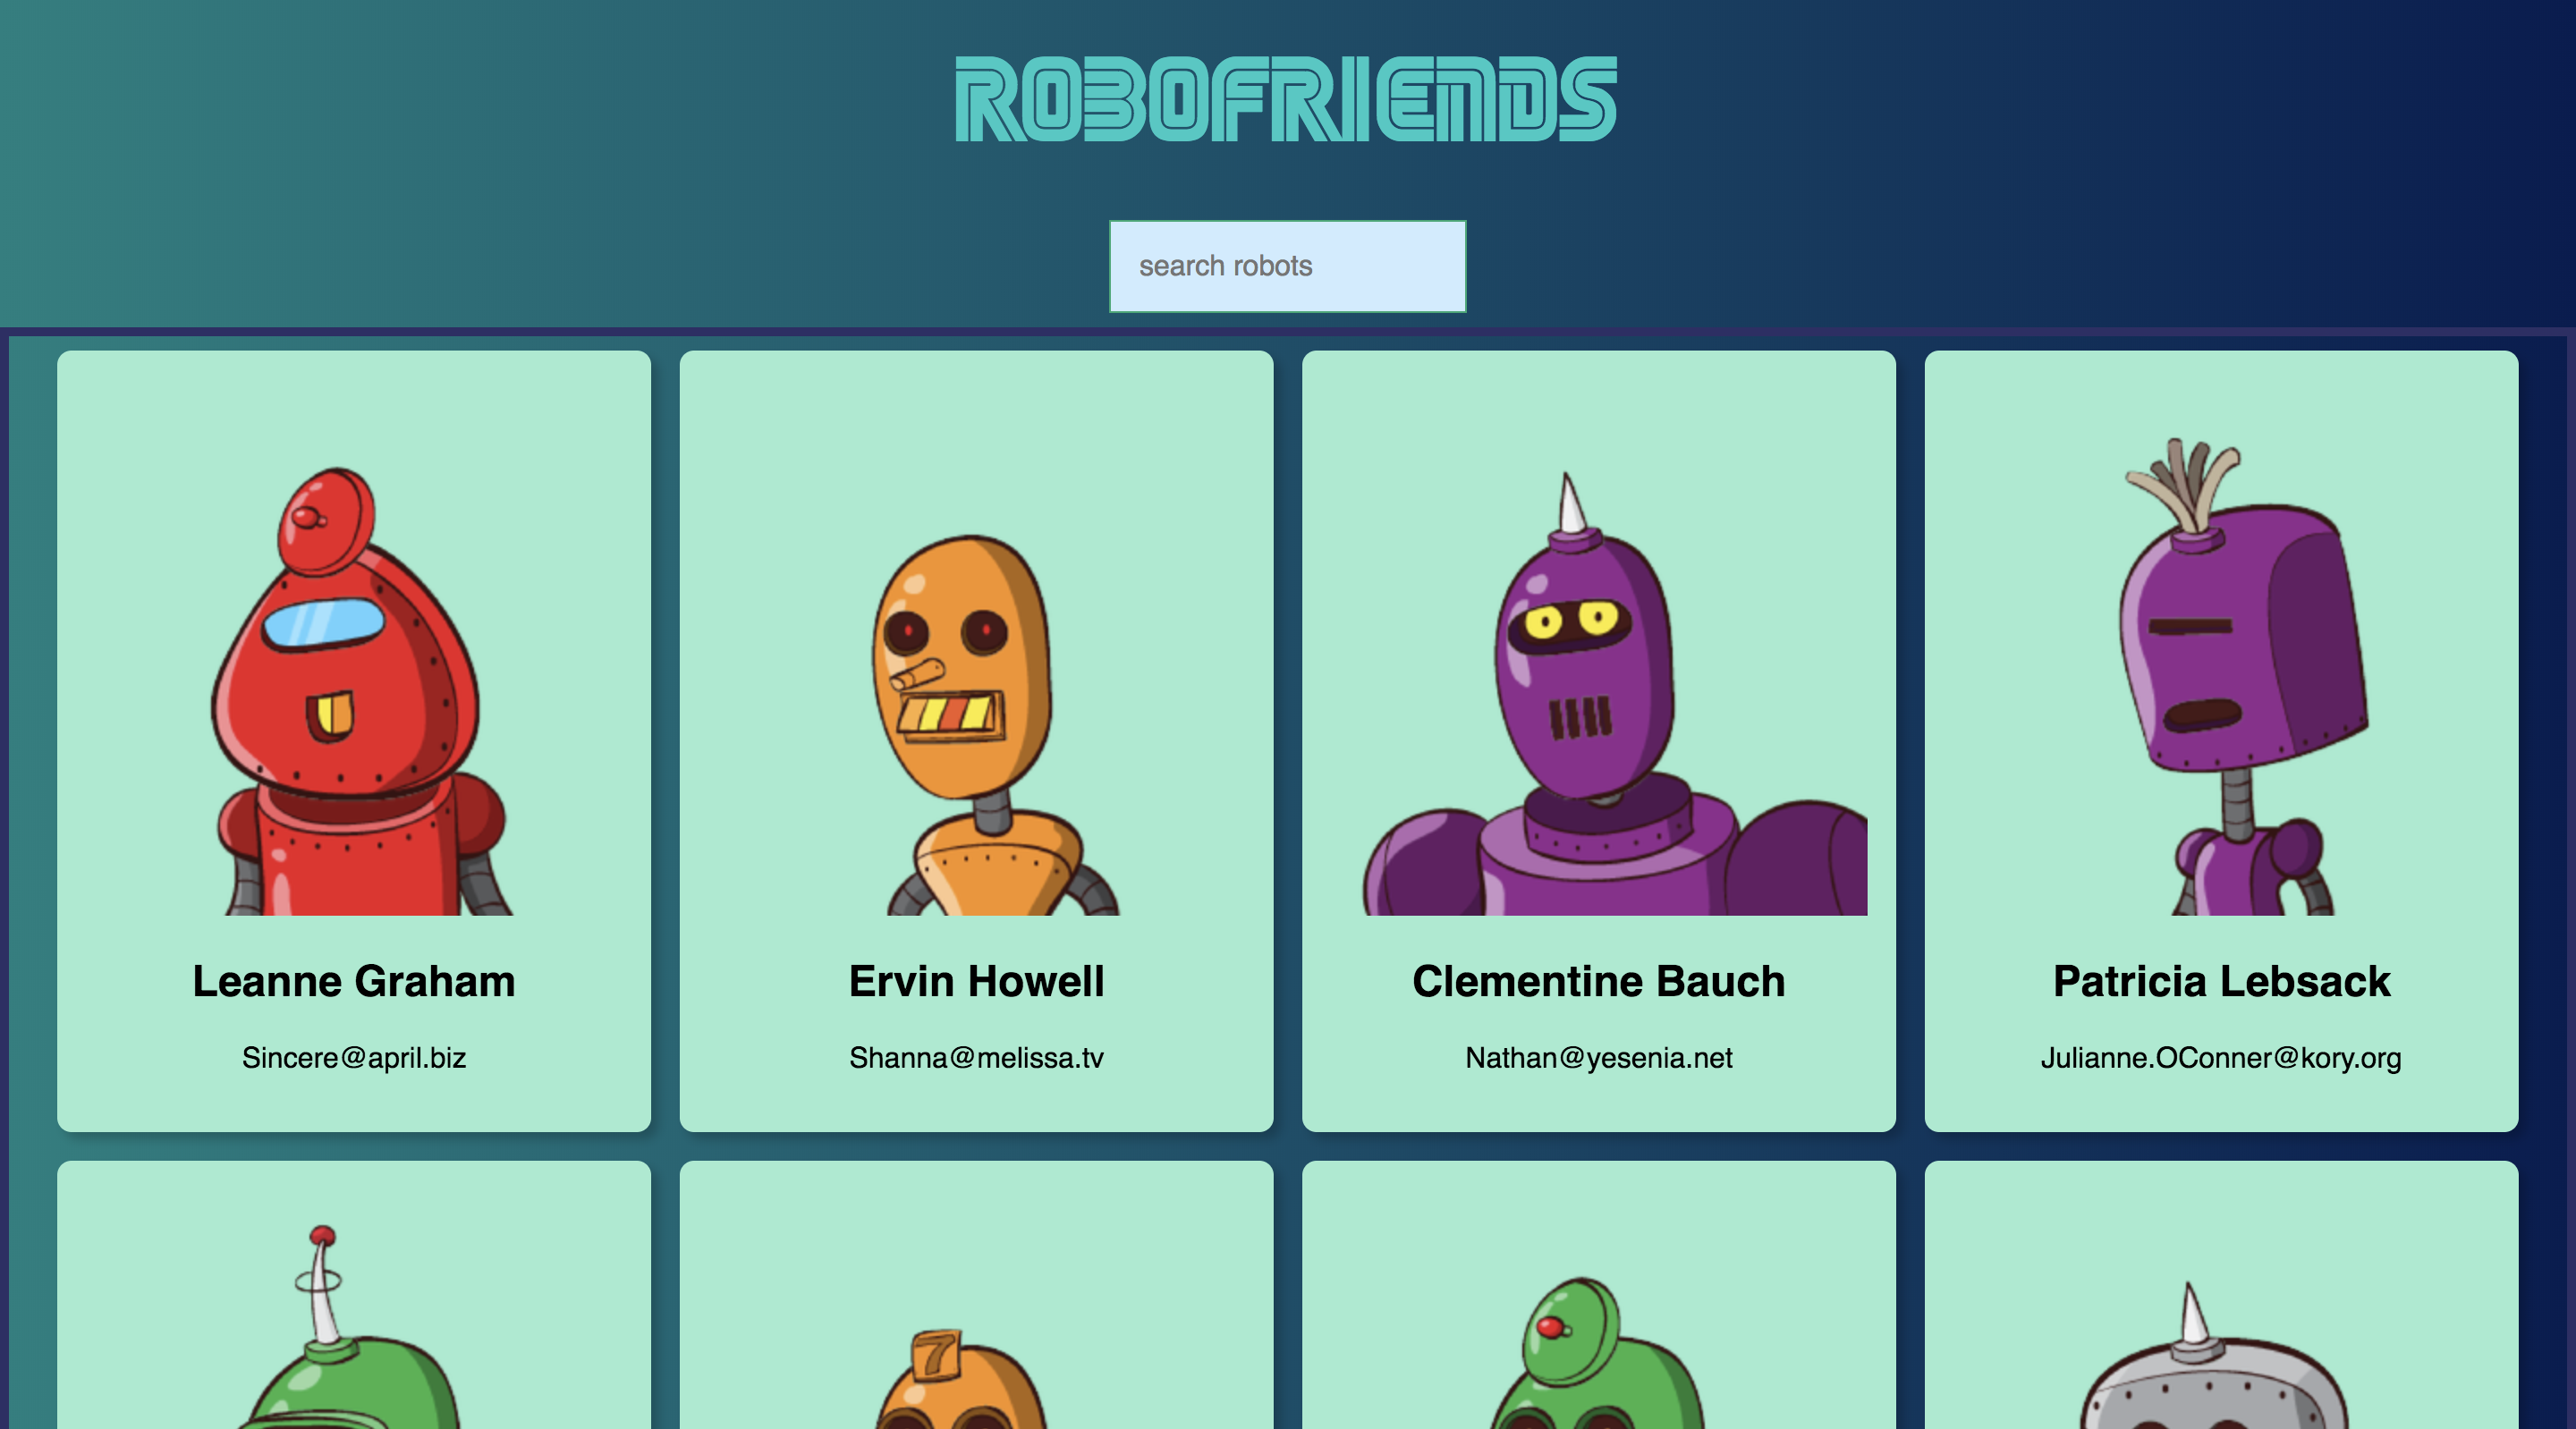 ROBOFRIENDS
search robots
Leanne Graham
Ervin Howell
Clementine Bauch
Patricia Lebsack
Sincere@april.biz
Shanna@melissa.tv
Nathan@yesenia.net
Julianne.OConner@kory.org
7